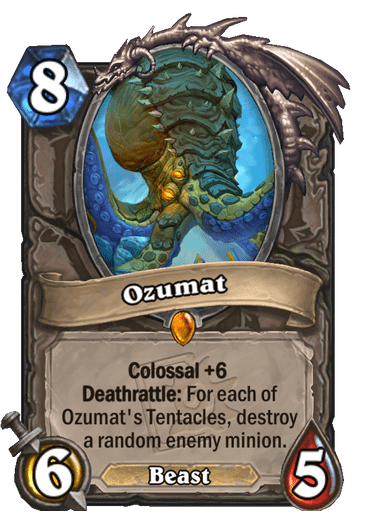 8
Ozumat
Colossal +6
Deathrattle: For each of
Ozumat's Tentacles, destroy
a random enemy minion.
6
Beast
5